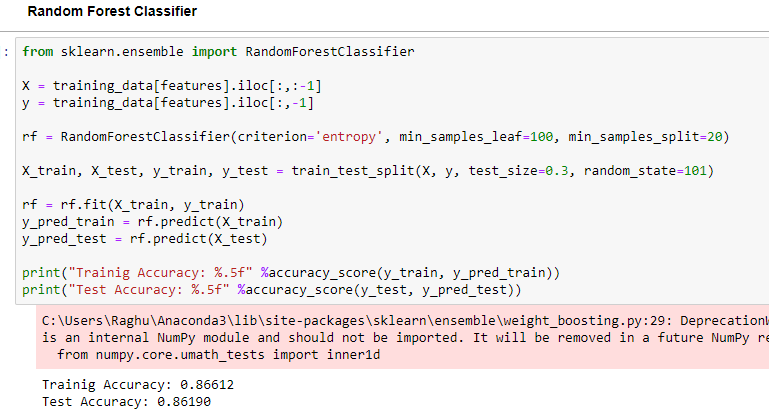 Random Forest Classifier
: from sklearn.ensemble import RandomForestClassifier
X = training_data[features].iloc[:,:-1]
y = training_data[features].iloc[:,-1]
rf = RandomForestClassifier(criterion='entropy', min_samples_leaf=100, min_samples_split=20)
X_train, X_test, y_train, y_test = train_test_split(X, y, test_size=0.3, random_state=101)
rf = rf.fit(X_train, y_train)
y_pred_train = rf.predict(X_train)
y_pred_test = rf.predict(X_test)
print("Trainig Accuracy: %.5f" %accuracy_score(y_train, y_pred_train))
print("Test Accuracy: %.5f" %accuracy_score(y_test, y_pred_test))
C:\Users\Raghu\Anaconda3\lib\site-packages\sklearn\ensemble\weight_boosting.py:29: Deprecation
is an internal NumPy module and should not be imported. It will be removed in a future NumPy re
from numpy.core.umath_tests import inner1d
Trainig Accuracy: 0.86612
Test Accuracy: 0.86190